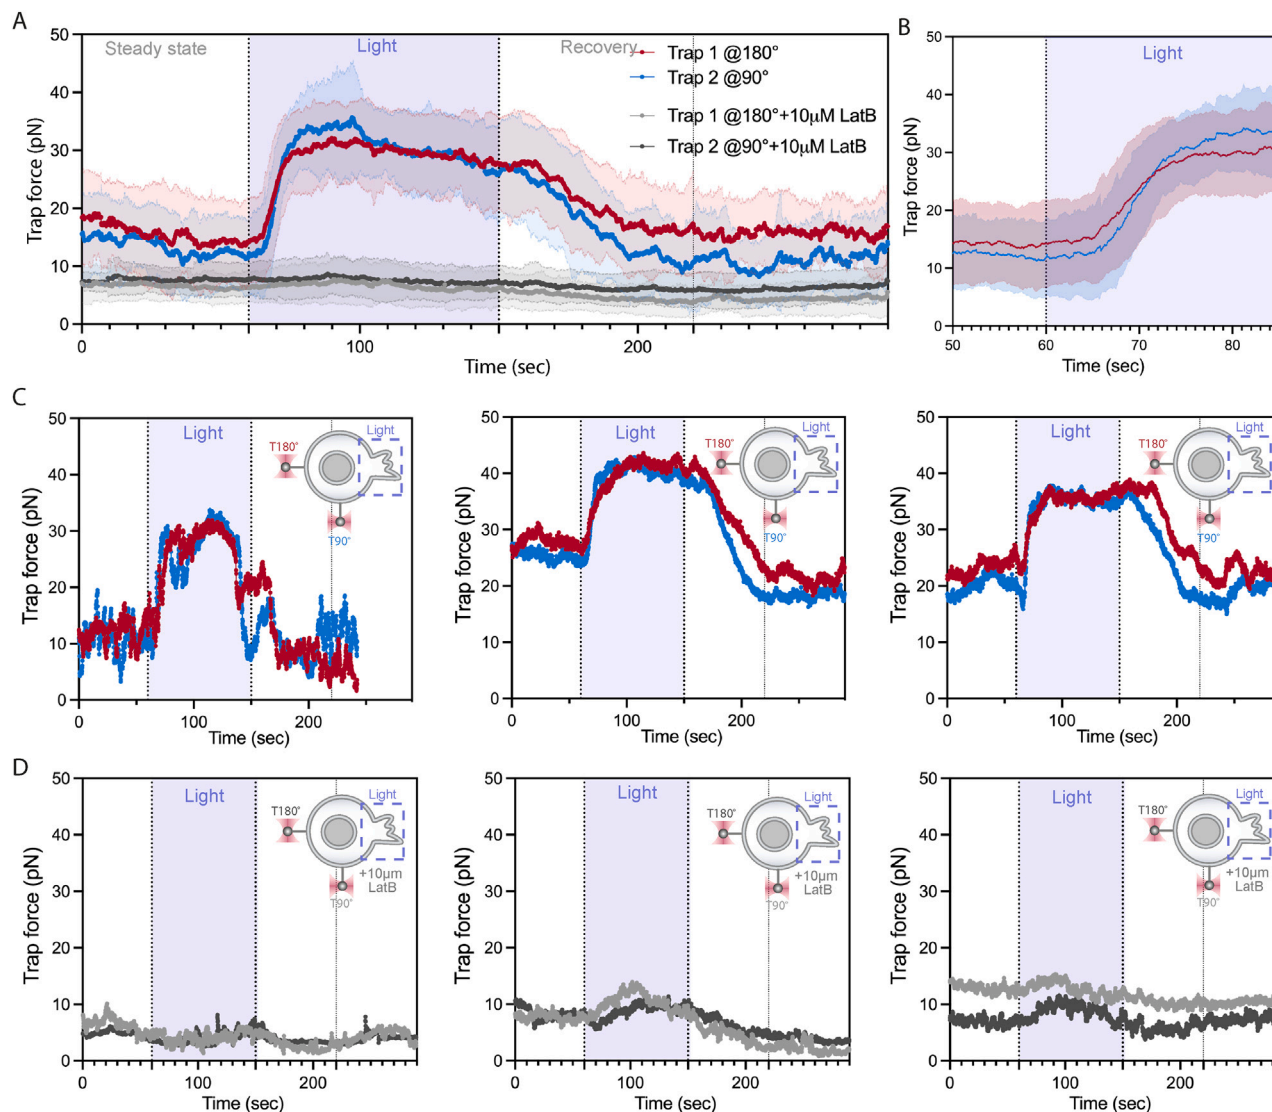 A
Trap force (pN)
50
40
30
20
10
0
Steady state
Light
Recovery
Trap 1 @180°
Trap 2 @90°
Trap 1 @180°+10μM LatB
Trap 2 @90°+10μM LatB
0
100
200
Time (sec)
B
Trap force (pN)
50
40
30
20
10
0
Light
50
60
70
80
Time (sec)
C
Trap force (pN)
50
40
30
20
10
0
Light
Light
T180°
T90°
0
100
200
Time (sec)
Trap force (pN)
50
40
30
20
10
0
Light
Light
T180°
T90°
0
100
200
Time (sec)
Trap force (pN)
50
40
30
20
10
0
Light
Light
T180°
T90°
0
100
200
Time (sec)
D
Trap force (pN)
50
40
30
20
10
0
Light
Light
T180°
+10μm
LatB
T90°
0
100
200
Time (sec)
Trap force (pN)
50
40
30
20
10
0
Light
Light
T180°
+10μm
LatB
T90°
0
100
200
Time (sec)
Trap force (pN)
50
40
30
20
10
0
Light
Light
T180°
+10μm
LatB
T90°
0
100
200
Time (sec)